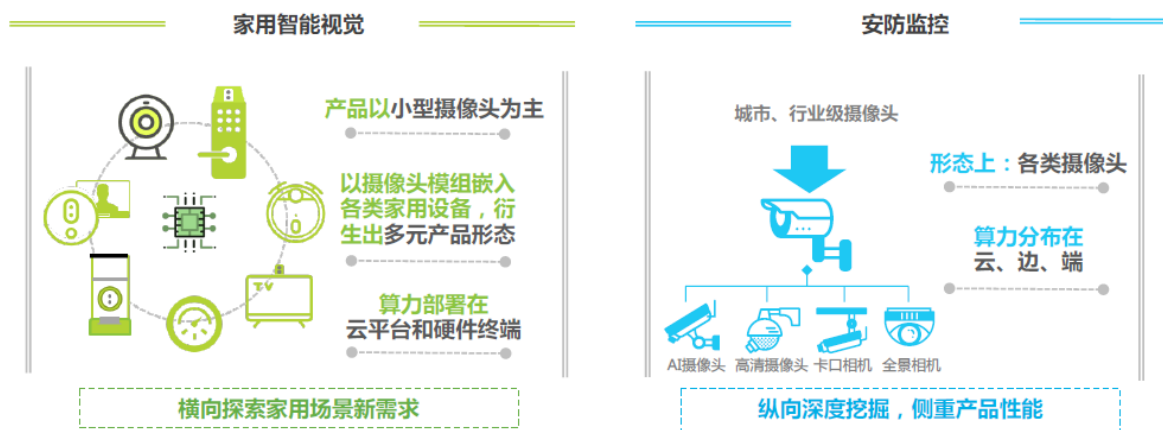 家用智能视觉
产品以小型摄像头为主
以摄像头模组嵌入
各类家用设备，衍
生出多元产品形态
TV
算力部署在
云平台和硬件终端
横向探索家用场景新需求
安防监控
城市、行业级摄像头
形态上：各类摄像头
算力分布在
云、边、端
AI摄像头 高清摄像头 卡口相机 全景相机
纵向深度挖掘，侧重产品性能